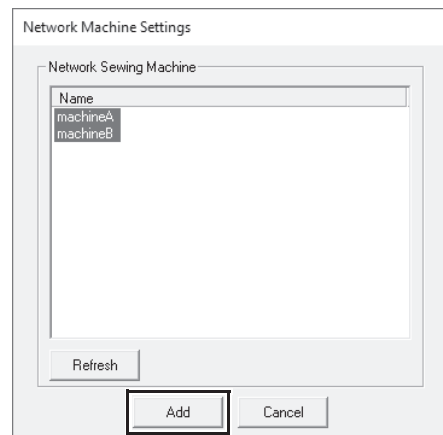 Network Machine Settings
Network Sewing Machine
Name
machineA
machineB
Refresh
Add Cancel